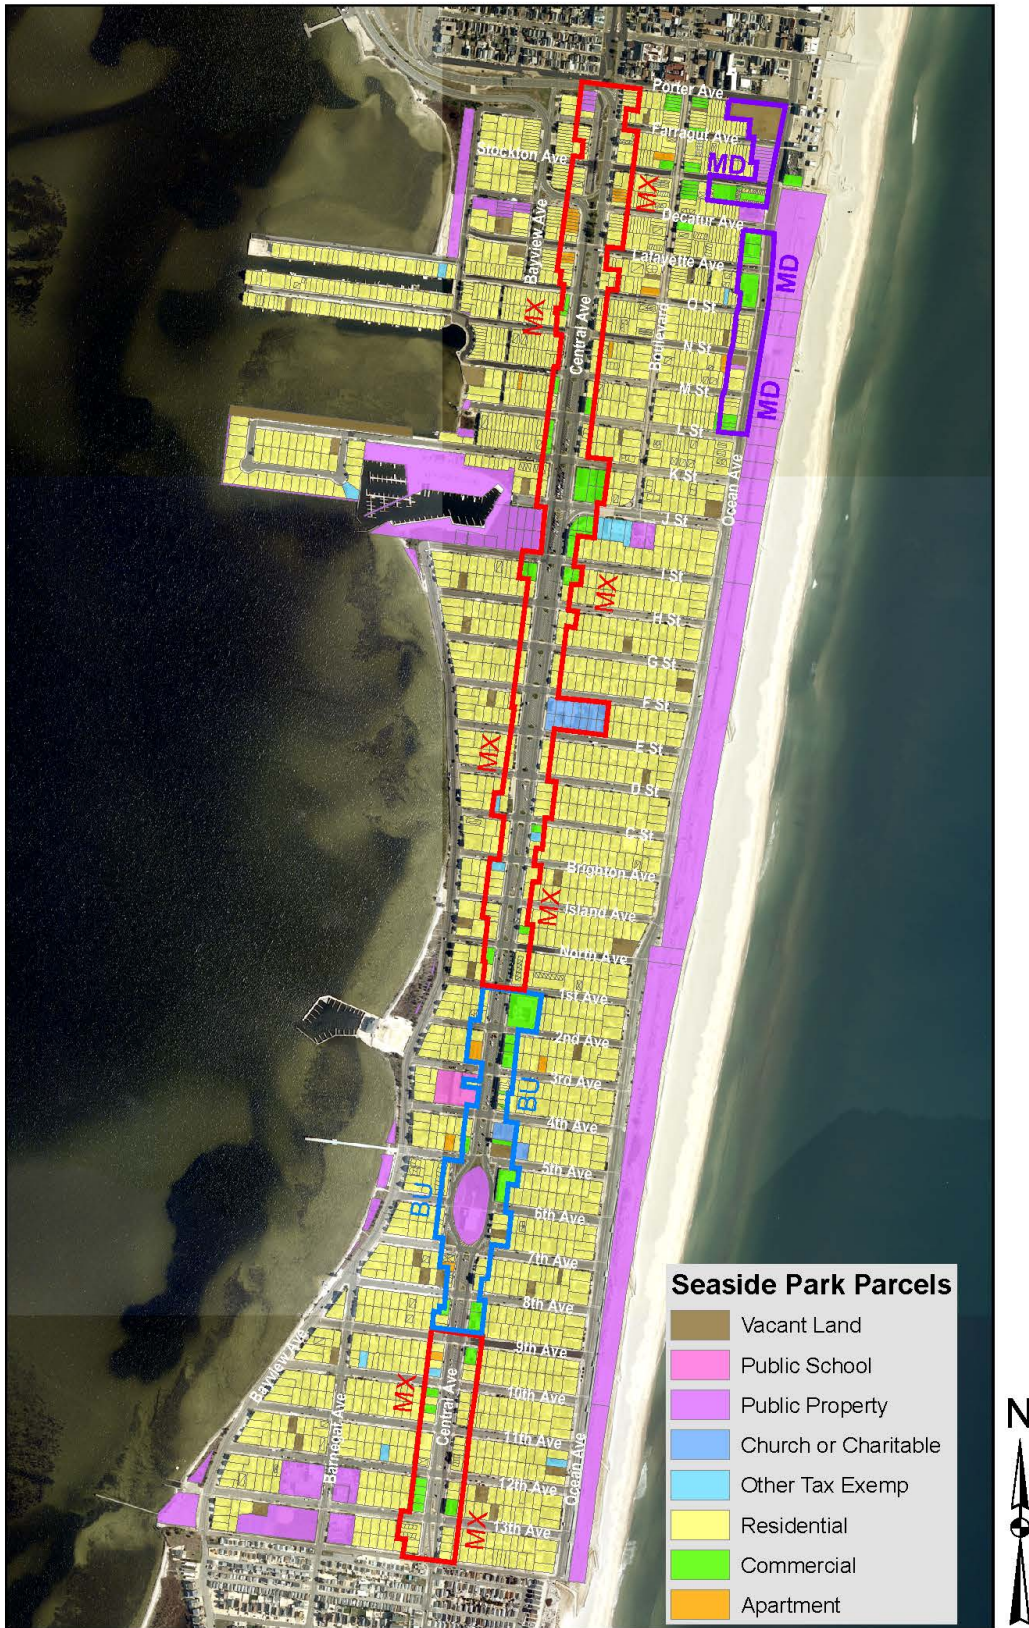 Porter Ave
Farragut Ave
Stockton Ave
MD
MX
Bayview Ave
Decatur Ave
Lafayette Ave
MD
O St
MX
Central Ave
Boulevard
N St
M St
MD
L St
K St
Ocean Ave
J St
I St
MX
H St
G St
F St
E St
MX
D St
C St
Brighton Ave
MX
Island Ave
North Ave
1st Ave
2nd Ave
3rd Ave
BU
4th Ave
5th Ave
BU
6th Ave
7th Ave
8th Ave
9th Ave
Bayview Ave
MX
Central Ave
10th Ave
Barnegat Ave
11th Ave
Ocean Ave
12th Ave
13th Ave
MX
Seaside Park Parcels
Vacant Land
Public School
Public Property
Church or Charitable
Other Tax Exemp
Residential
Commercial
Apartment
N